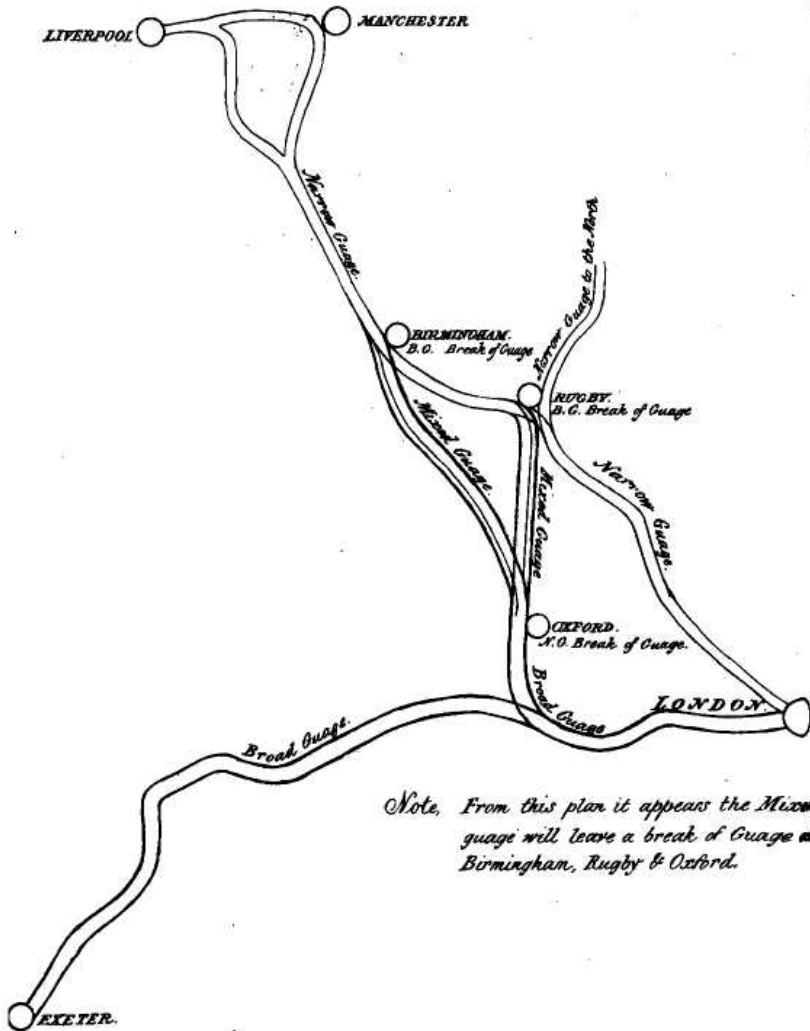 LIVERPOOL
MANCHESTER
Narrow Guage.
Narrow Guage to the North
BIRMINGHAM.
B.G. Break of Guage
RUGBY.
B.G. Break of Guage
Mixed Guage.
Mixed Guage
Narrow Guage.
OXFORD.
N.G. Break of Guage.
Broad Guage
LONDON.
Broad Guage.
Note, From this plan it appears the
guage will leave a break of Guage
Birmingham, Rugby & Oxford.
EXETER.